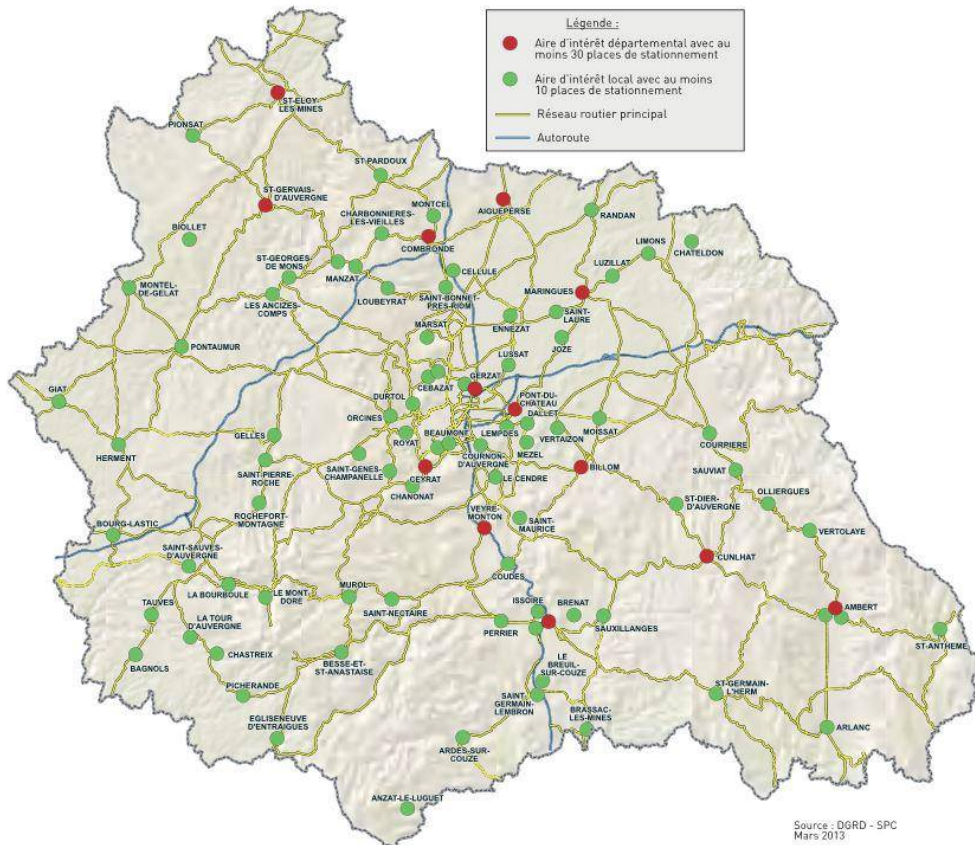 Légende :
Aire d'intérêt départemental avec au
moins 30 places de stationnement
Aire d'intérêt local avec au moins
10 places de stationnement
Réseau routier principal
Autoroute
ST-ELOY-
LES-MINES
PIONSAT
ST-PARDOUX
ST-GERVAIS-
D'AUVERGNE
MONTCEL
AIGUEPERSE
RANDAN
CHARBONNIERES-
LES-VIEILLES
BIOLLET
COMBRONDE
LIMONS
CHATELDON
ST-GEORGES
DE MONS
MANZAT
CELLULE
LUZILLAT
MONTEL-
DE-GELAT
LOUBEYRAT
SAINT-BONNET-
PRES-RIOM
MARINGUES
LES ANCIZES-
COMPS
SAINT-
LAURE
MARSAT
ENNEZAT
PONTAUMUR
JOZE
LUSSAT
GERZAT
CEBAZAT
GIAT
DURTOL
PONT-DU-
CHATEAU
ORCINES
DALLET
GELLES
ROYAT
BEAUMONT
LEMPDES
VERTAIZON
MOISSAT
COURPIERE
HERMENT
COURNON-
D'AUVERGNE
MEZEL
SAINT-PIERRE-
ROCHE
SAINT-GENES-
CHAMPANELLE
CEYRAT
BILLOM
SAUVIAT
LE CENDRE
CHANONAT
OLLIERGUES
ROCHEFORT-
MONTAGNE
VEYRE-
MONTON
ST-DIER-
D'AUVERGNE
BOURG-LASTIC
SAINT-
MAURICE
VERTOLAYE
SAINT-SAUVES-
D'AUVERGNE
CUNLHAT
COUDES
LA BOURBOULE
LE MONT
DORE
MUROL
TAUVES
SAINT-NECTAIRE
ISSOIRE
BRENAT
AMBERT
LA TOUR
D'AUVERGNE
PERRIER
SAUXILLANGES
ST-ANTHEME
CHASTREIX
BAGNOLS
BESSE-ET-
ST-ANASTAISE
LE
BREUIL-
SUR-COUZE
PICHERANDE
ST-GERMAIN-
L'HERM
SAINT-
GERMAIN-
LEMBRON
BRASSAC-
LES-MINES
EGLISENEUVE
D'ENTRAIGUES
ARLANC
ARDES-SUR-
COUZE
ANZAT-LE-LUGUET
Source : DGRD - SPC
Mars 2013